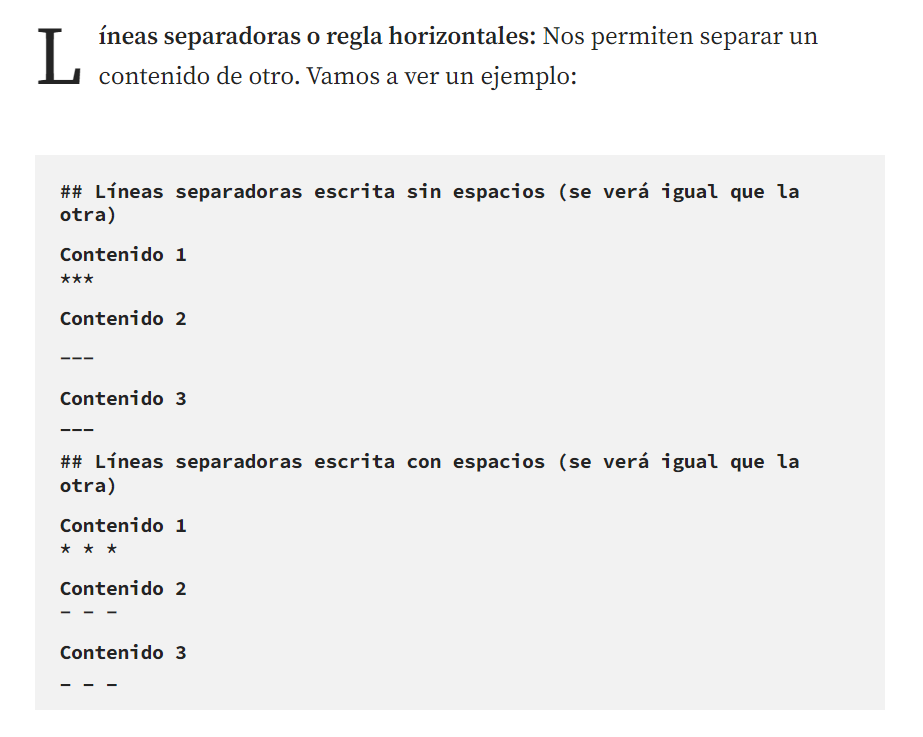 Líneas separadoras o regla horizontales: Nos permiten separar un
contenido de otro. Vamos a ver un ejemplo:
## Líneas separadoras escrita sin espacios (se verá igual que la
otra)
Contenido 1
***
Contenido 2
---
Contenido 3
___
## Líneas separadoras escrita con espacios (se verá igual que la
otra)
Contenido 1
* * *
Contenido 2
- - -
Contenido 3
_ _ _